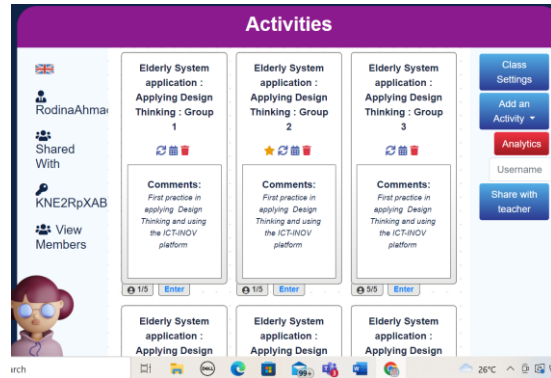 Activities
RodinaAhma
Shared
With
KNE2RpXAB
View
Members
Elderly System
application :
Applying Design
Thinking : Group
1
Comments:
First practice in
applying Design
Thinking and using
the ICT-INOV
platform
1/5 Enter
Elderly System
application :
Applying Design
Thinking : Group
2
Comments:
First practice in
applying Design
Thinking and using
the ICT-INOV
platform
1/5 Enter
Elderly System
application :
Applying Design
Thinking : Group
3
Comments:
First practice in
applying Design
Thinking and using
the ICT-INOV
platform
5/5 Enter
Elderly System
application :
Applying Design
Elderly System
application :
Applying Design
Elderly System
application :
Applying Design
Class
Settings
Add an
Activity
Analytics
Username
Share with
teacher
arch
DELL
99+
26°C